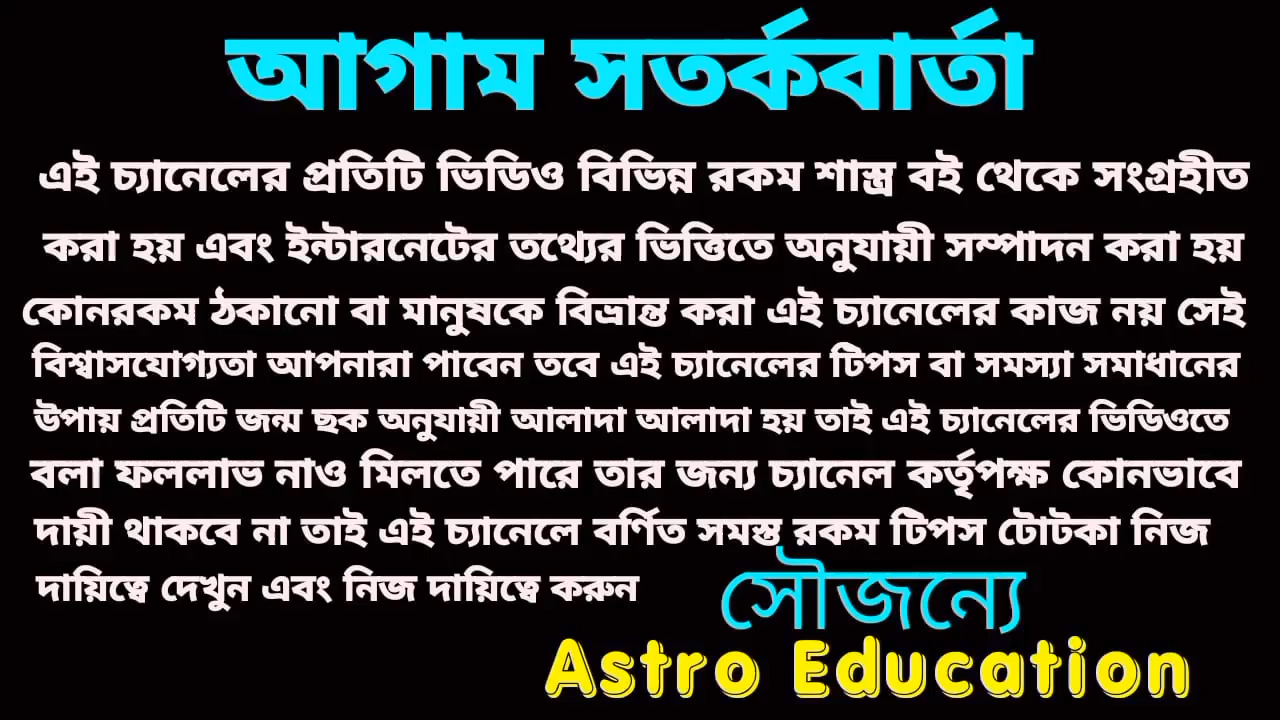 আগাম সতর্কবার্তা
এই চ্যানেলের প্রতিটি ভিডিও বিভিন্ন রকম শাস্ত্র বই থেকে সংগ্রহীত
করা হয় এবং ইন্টারনেটের তথ্যের ভিত্তিতে অনুযায়ী সম্পাদন করা হয়
কোনরকম ঠকানো বা মানুষকে বিভ্রান্ত করা এই চ্যানেলের কাজ নয় সেই
বিশ্বাসযোগ্যতা আপনারা পাবেন তবে এই চ্যানেলের টিপস বা সমস্যা সমাধানের
উপায় প্রতিটি জন্ম ছক অনুযায়ী আলাদা আলাদা হয় তাই এই চ্যানেলের ভিডিওতে
বলা ফললাভ নাও মিলতে পারে তার জন্য চ্যানেল কর্তৃপক্ষ কোনভাবে
দায়ী থাকবে না তাই এই চ্যানেলে বর্ণিত সমস্ত রকম টিপস টোটকা নিজ
দায়িত্বে দেখুন এবং নিজ দায়িত্বে করুন
সৌজন্যে
Astro Education